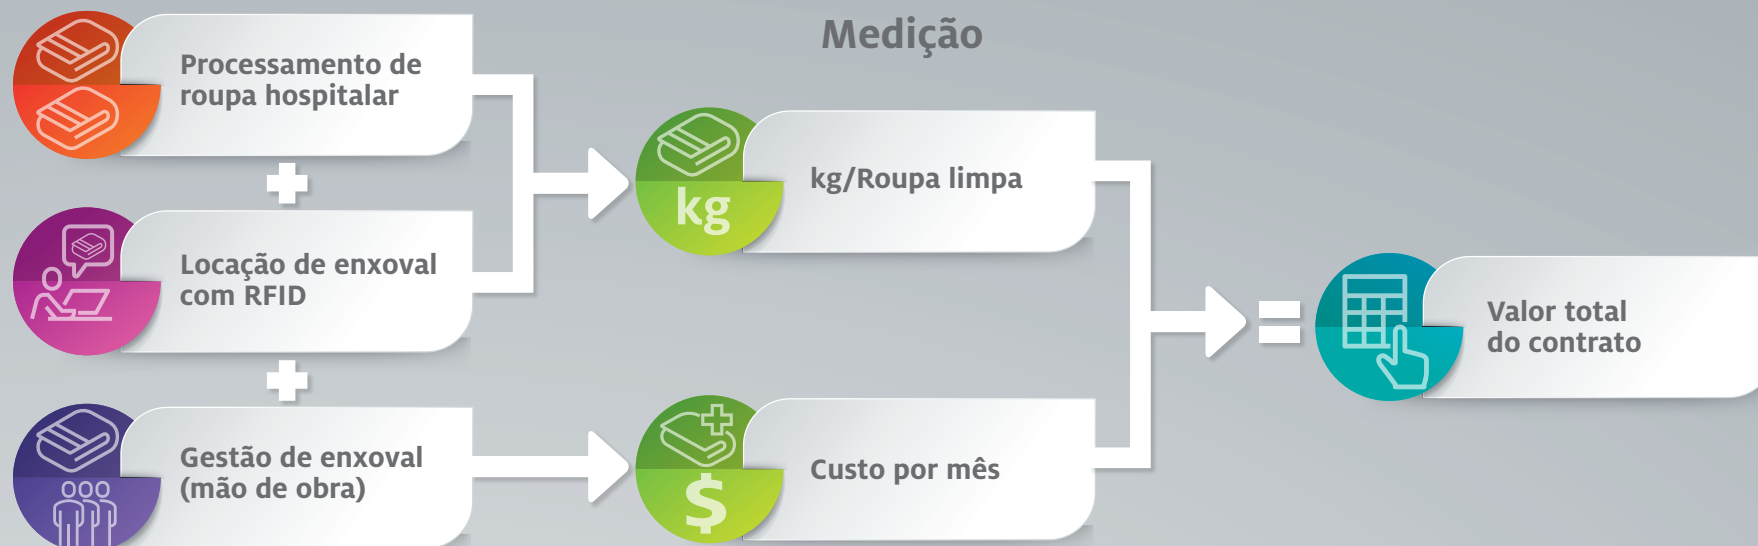 Medição
Processamento de
roupa hospitalar
Locação de enxoval
com RFID
Gestão de enxoval
(mão de obra)
kg
kg/Roupa limpa
$
Custo por mês
Valor total
do contrato